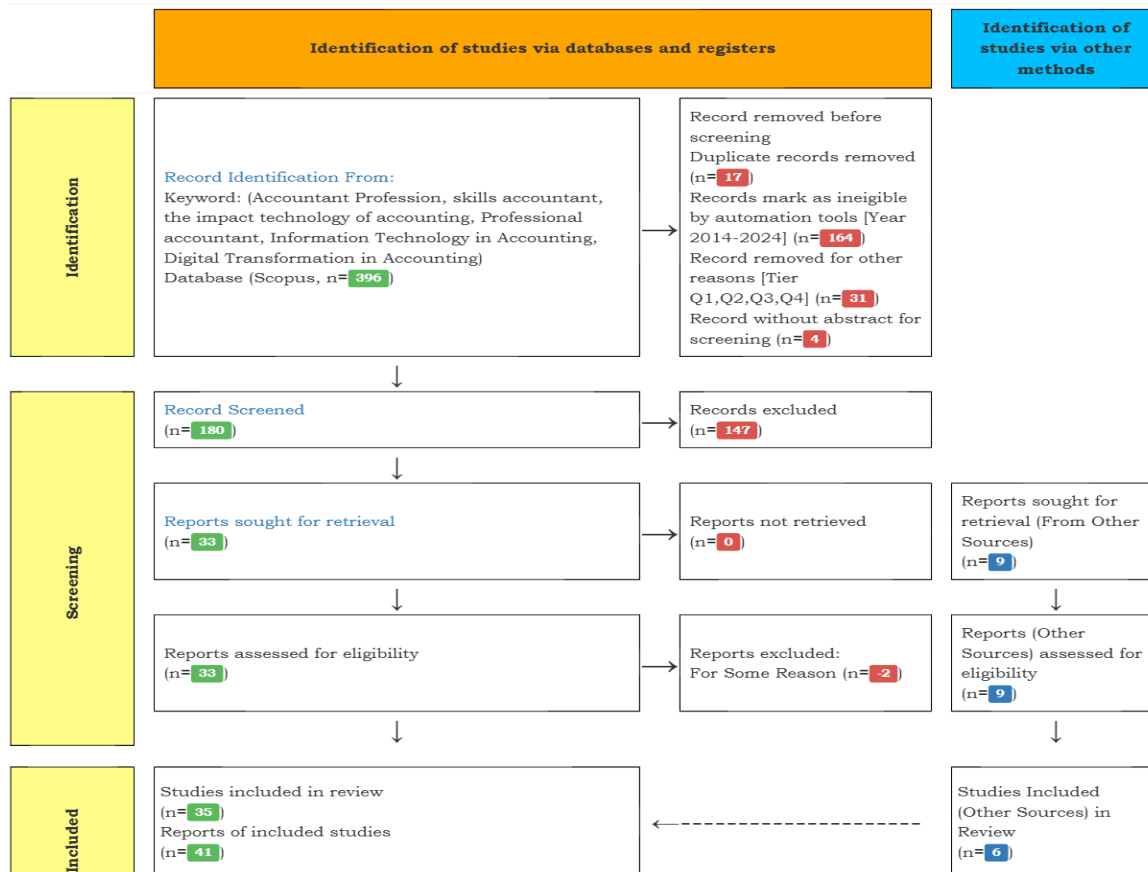 Identification of studies via databases and registers
Identification of
studies via other
methods
Identification
Record Identification From:
Keyword: (Accountant Profession, skills accountant,
the impact technology of accounting, Professional
accountant, Information Technology in Accounting,
Digital Transformation in Accounting)
Database (Scopus, n=396)
Record removed before
screening
Duplicate records removed
(n=17)
Records mark as ineigible
by automation tools [Year
2014-2024] (n=164)
Record removed for other
reasons [Tier
Q1,Q2,Q3,Q4] (n=31)
Record without abstract for
screening (n=4)
Screening
Record Screened
(n=180)
Records excluded
(n=147)
Reports sought for retrieval
(n=33)
Reports not retrieved
(n=0)
Reports sought for
retrieval (From Other
Sources)
(n=9)
Reports assessed for eligibility
(n=33)
Reports excluded:
For Some Reason (n=-2)
Reports (Other
Sources) assessed for
eligibility
(n=9)
Included
Studies included in review
(n=35)
Reports of included studies
(n=41)
Studies Included
(Other Sources) in
Review
(n=6)